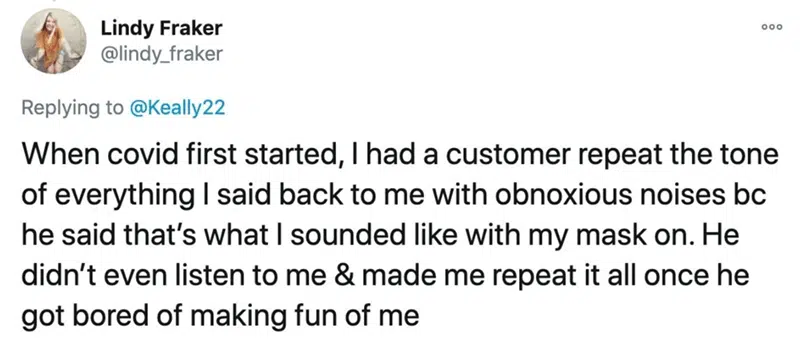 Lindy Fraker
@lindy_fraker
Replying to @Keally22
When covid first started, I had a customer repeat the tone
of everything I said back to me with obnoxious noises bc
he said that’s what I sounded like with my mask on. He
didn’t even listen to me & made me repeat it all once he
got bored of making fun of me